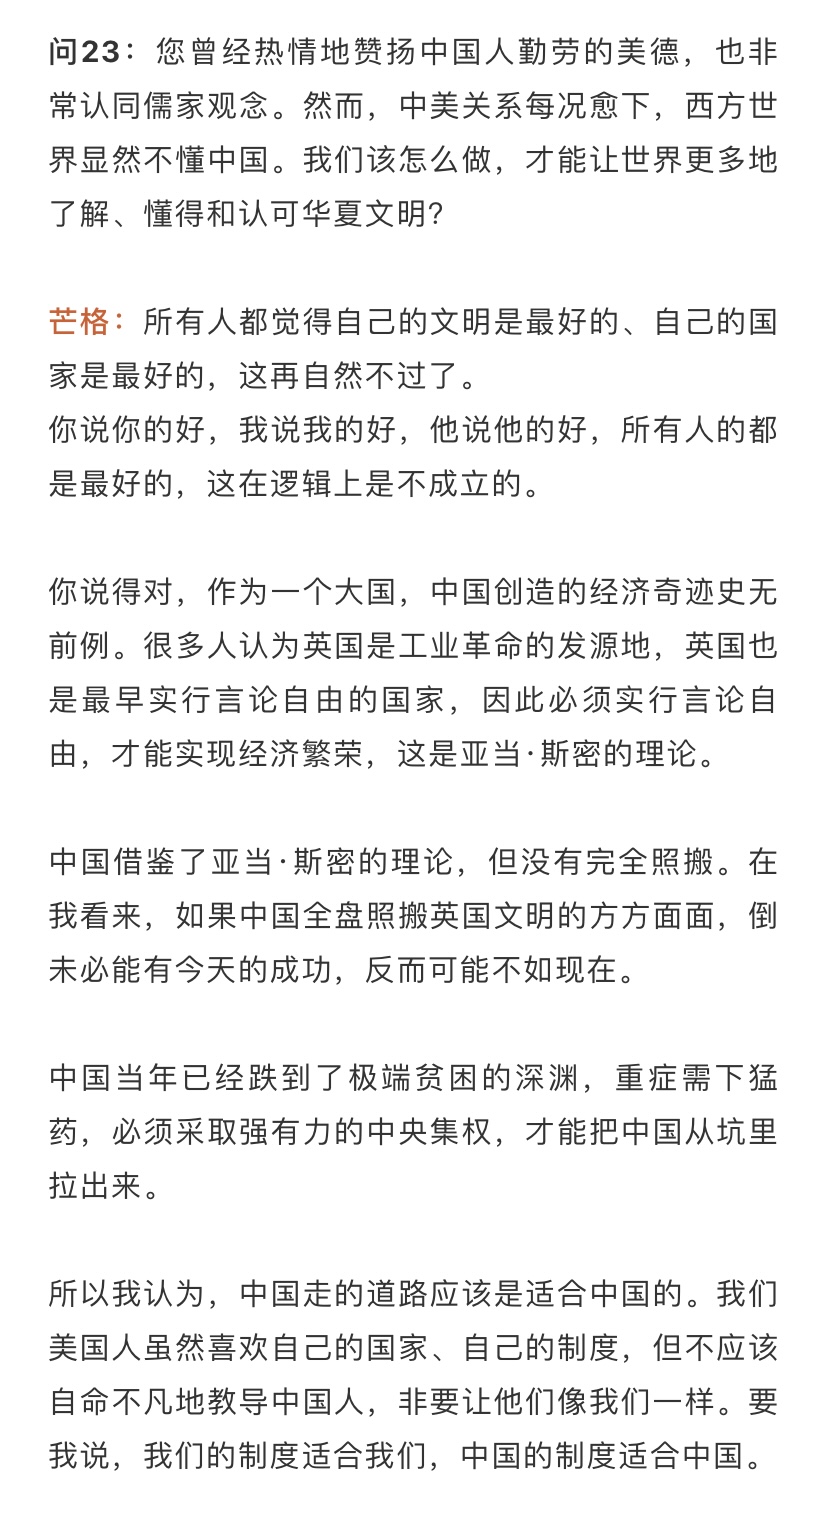 问23：您曾经热情地赞扬中国人勤劳的美德，也非
常认同儒家观念。然而，中美关系每况愈下，西方世
界显然不懂中国。我们该怎么做，才能让世界更多地
了解、懂得和认可华夏文明？
芒格：所有人都觉得自己的文明是最好的、自己的国
家是最好的，这再自然不过了。
你说你的好，我说我的好，他说他的好，所有人的都
是最好的，这在逻辑上是不成立的。
你说得对，作为一个大国，中国创造的经济奇迹史无
前例。很多人认为英国是工业革命的发源地，英国也
是最早实行言论自由的国家，因此必须实行言论自
由，才能实现经济繁荣，这是亚当·斯密的理论。
中国借鉴了亚当·斯密的理论，但没有完全照搬。在
我看来，如果中国全盘照搬英国文明的方方面面，倒
未必能有今天的成功，反而可能不如现在。
中国当年已经跌到了极端贫困的深渊，重症需下猛
药，必须采取强有力的中央集权，才能把中国从坑里
拉出来。
所以我认为，中国走的道路应该是适合中国的。我们
美国人虽然喜欢自己的国家、自己的制度，但不应该
自命不凡地教导中国人，非要让他们像我们一样。要
我说，我们的制度适合我们，中国的制度适合中国。